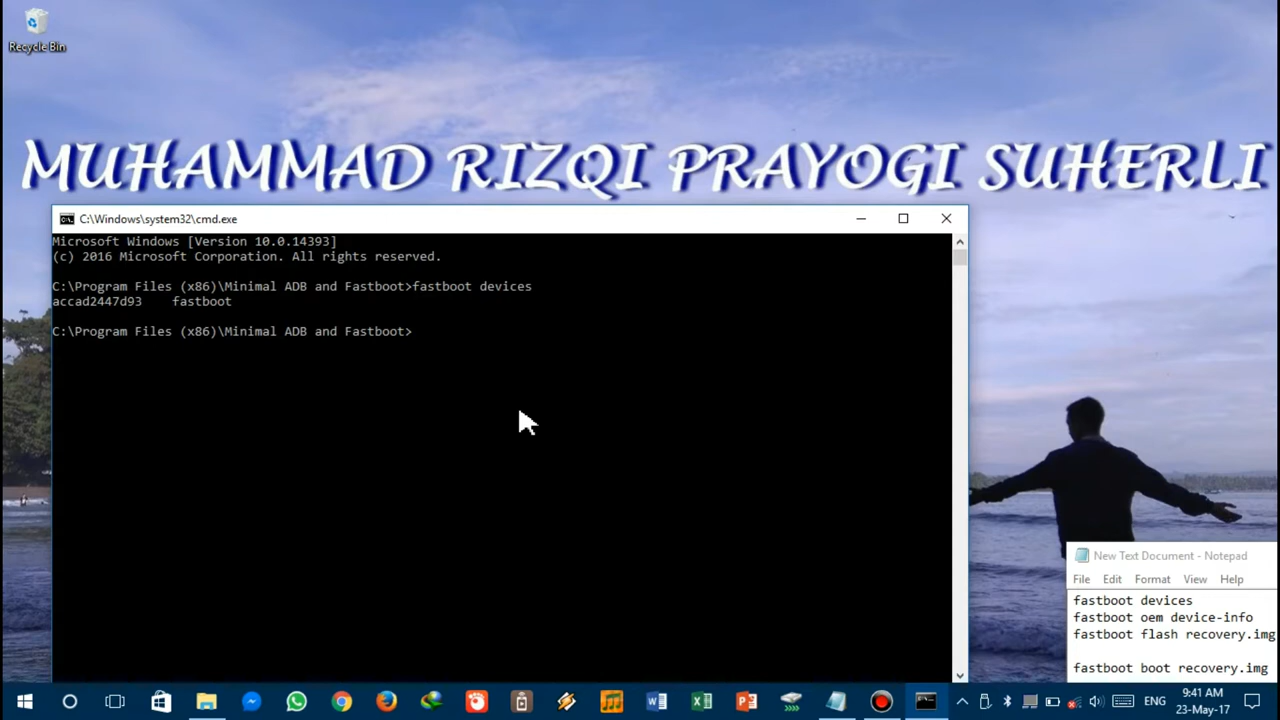 Recycle Bin
MUHAMMAD RIZQI PRAYOGI SUHERLI
C:\Windows\system32\cmd.exe
Microsoft Windows [Version 10.0.14393]
(c) 2016 Microsoft Corporation. All rights reserved.
C:\Program Files (x86)\Minimal ADB and Fastboot>fastboot devices
accad2447d93    fastboot
C:\Program Files (x86)\Minimal ADB and Fastboot>
New Text Document - Notepad
File Edit Format View Help
fastboot devices
fastboot oem device-info
fastboot flash recovery.img
fastboot boot recovery.img
ENG
9:41 AM
23-May-17